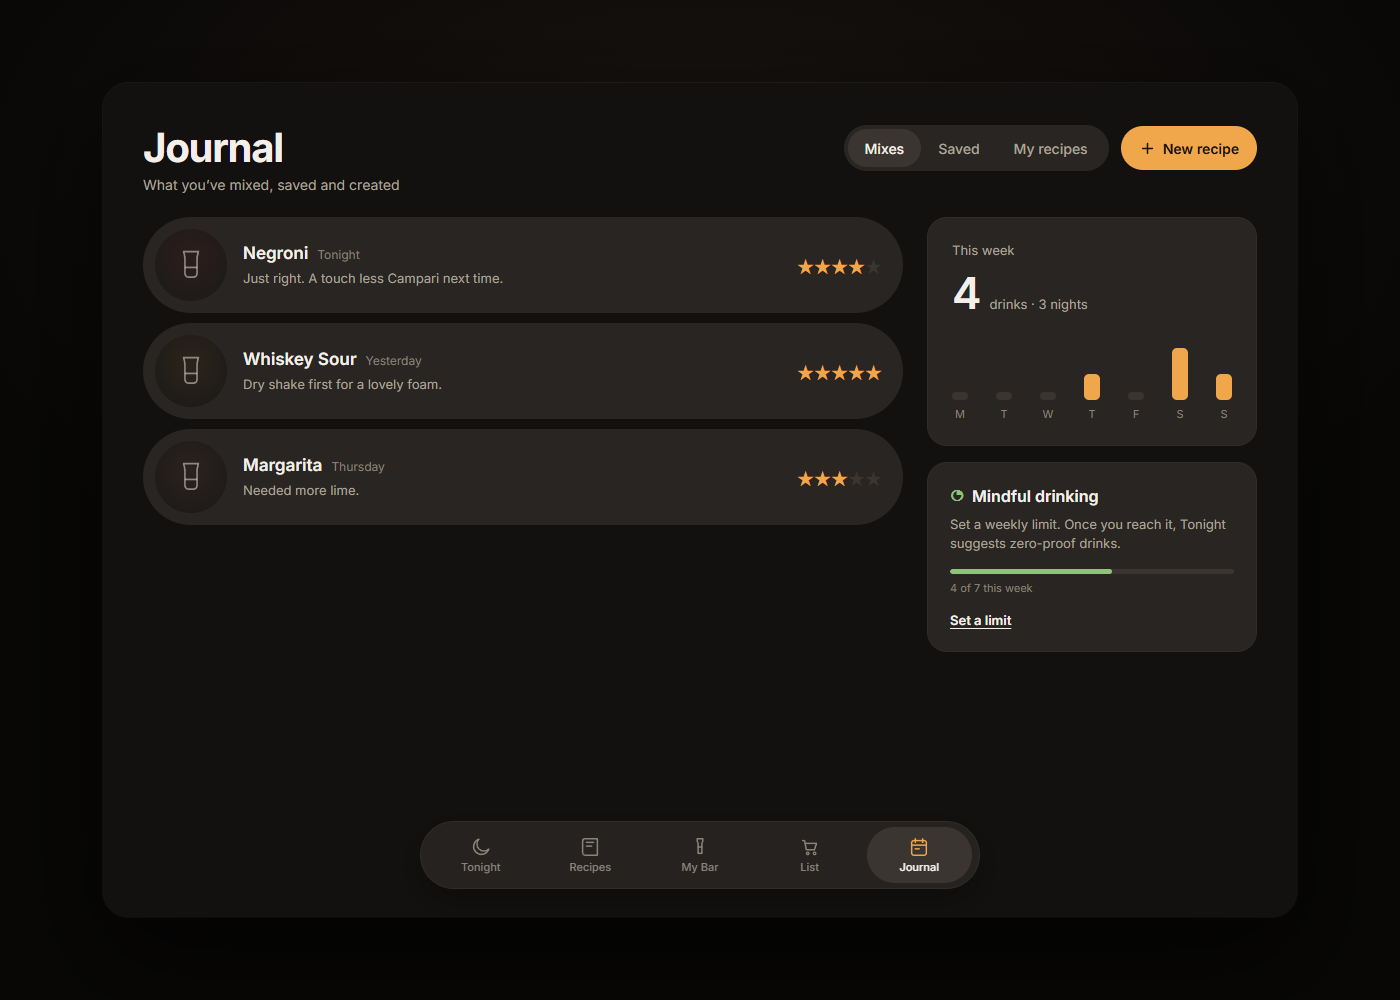 Journal
What you've mixed, saved and created
Mixes
Saved
My recipes
+ New recipe
Negroni Tonight
Just right. A touch less Campari next time.
Whiskey Sour Yesterday
Dry shake first for a lovely foam.
Margarita Thursday
Needed more lime.
This week
4 drinks · 3 nights
M T W T F S S
Mindful drinking
Set a weekly limit. Once you reach it, Tonight
suggests zero-proof drinks.
4 of 7 this week
Set a limit
Tonight
Recipes
My Bar
List
Journal